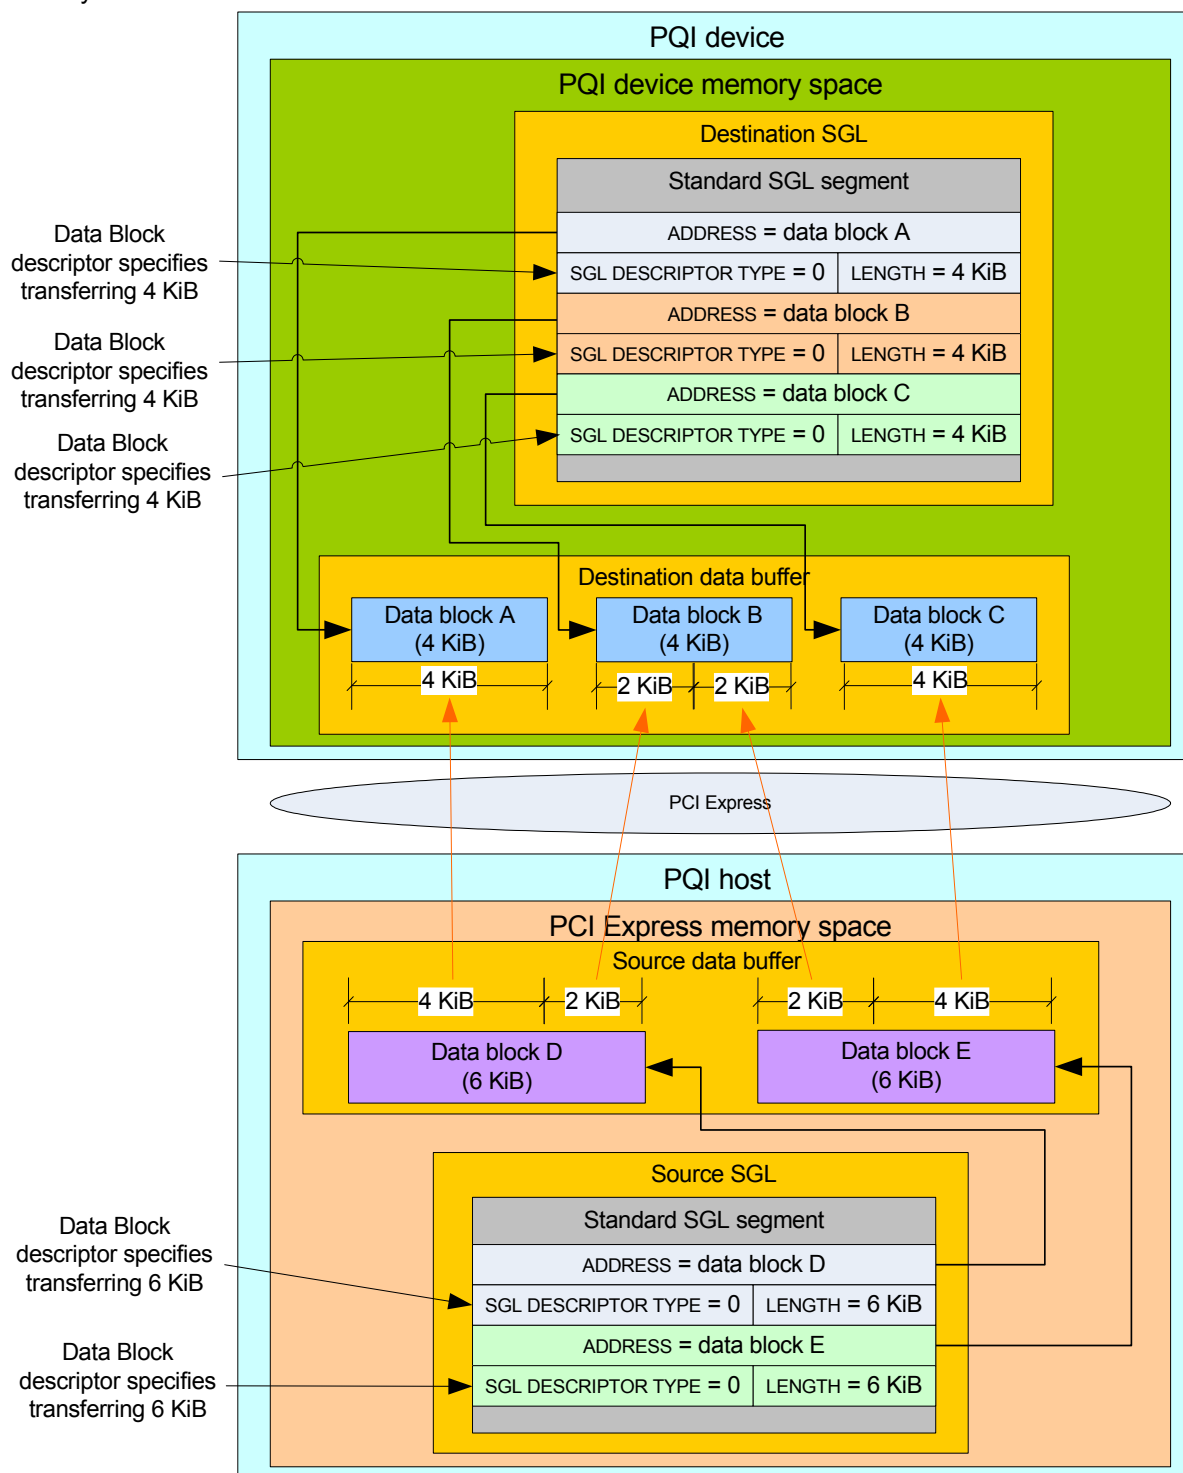 PQI device
PQI device memory space
Destination SGL
Standard SGL segment
ADDRESS = data block A
SGL DESCRIPTOR TYPE = 0 LENGTH = 4 KiB
ADDRESS = data block B
SGL DESCRIPTOR TYPE = 0 LENGTH = 4 KiB
ADDRESS = data block C
SGL DESCRIPTOR TYPE = 0 LENGTH = 4 KiB
Data Block
descriptor specifies
transferring 4 KiB
Data Block
descriptor specifies
transferring 4 KiB
Data Block
descriptor specifies
transferring 4 KiB
Destination data buffer
Data block A
(4 KiB)
Data block B
(4 KiB)
Data block C
(4 KiB)
4 KiB
2 KiB
2 KiB
4 KiB
PCI Express
PQI host
PCI Express memory space
Source data buffer
4 KiB
2 KiB
2 KiB
4 KiB
Data block D
(6 KiB)
Data block E
(6 KiB)
Source SGL
Standard SGL segment
ADDRESS = data block D
SGL DESCRIPTOR TYPE = 0 LENGTH = 6 KiB
ADDRESS = data block E
SGL DESCRIPTOR TYPE = 0 LENGTH = 6 KiB
Data Block
descriptor specifies
transferring 6 KiB
Data Block
descriptor specifies
transferring 6 KiB